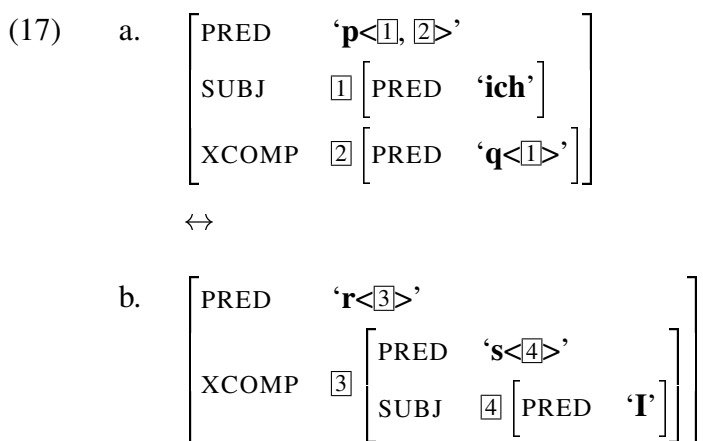 (17) a. PRED ‘p<1, 2>’
SUBJ 1 PRED ‘ich’
XCOMP 2 PRED ‘q<1>’
↔
b. PRED ‘r<3>’
PRED ‘s<4>’
XCOMP 3
SUBJ 4 PRED ‘I’